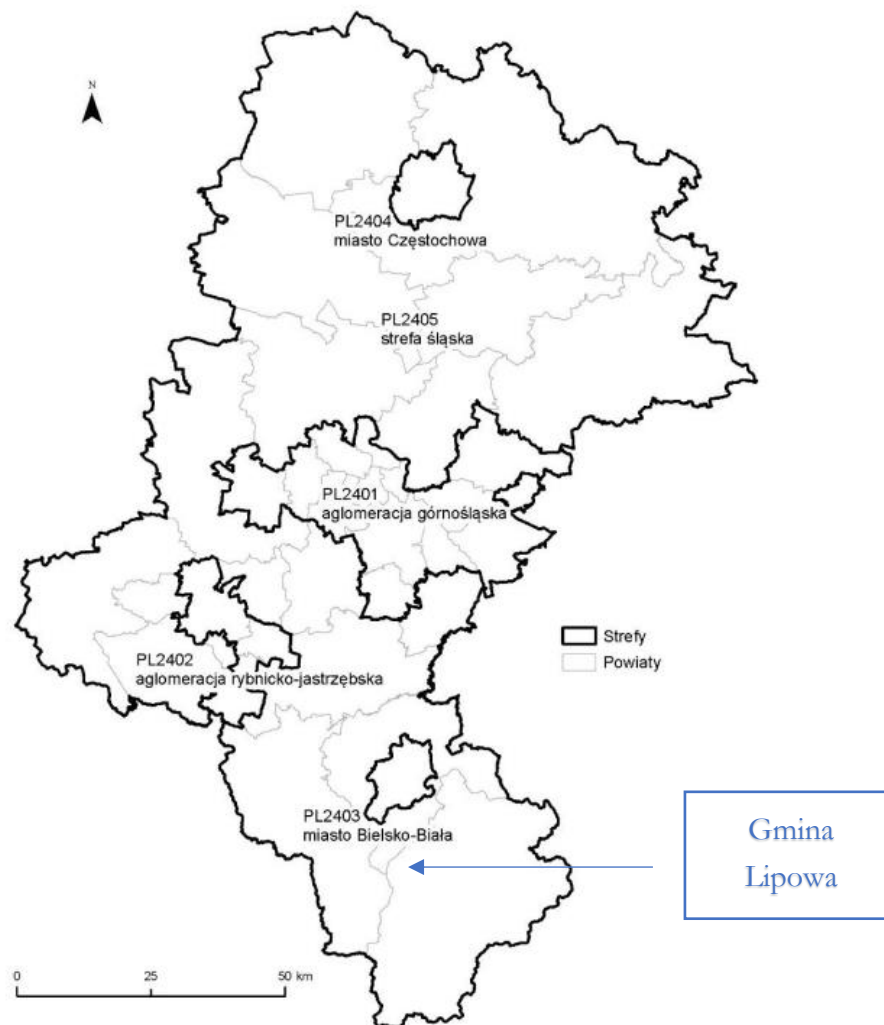 N
PL2404
miasto Częstochowa
PL2405
strefa śląska
PL2401
aglomeracja górnośląska
Strefy
Powiaty
PL2402
aglomeracja rybnicko-jastrzębska
PL2403
miasto Bielsko-Biała
Gmina
Lipowa
0 25 50 km